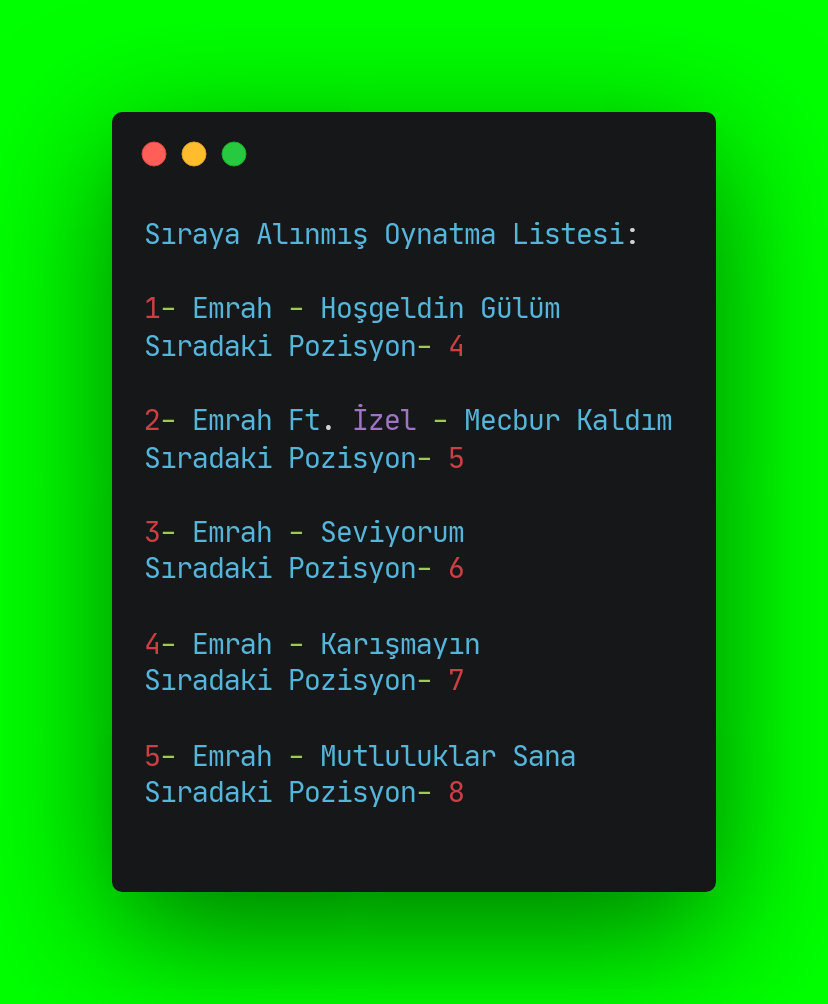 Sıraya Alınmış Oynatma Listesi:
1- Emrah - Hoşgeldin Gülüm
Sıradaki Pozisyon- 4
2- Emrah Ft. İzel - Mecbur Kaldım
Sıradaki Pozisyon- 5
3- Emrah - Seviyorum
Sıradaki Pozisyon- 6
4- Emrah - Karışmayın
Sıradaki Pozisyon- 7
5- Emrah - Mutluluklar Sana
Sıradaki Pozisyon- 8